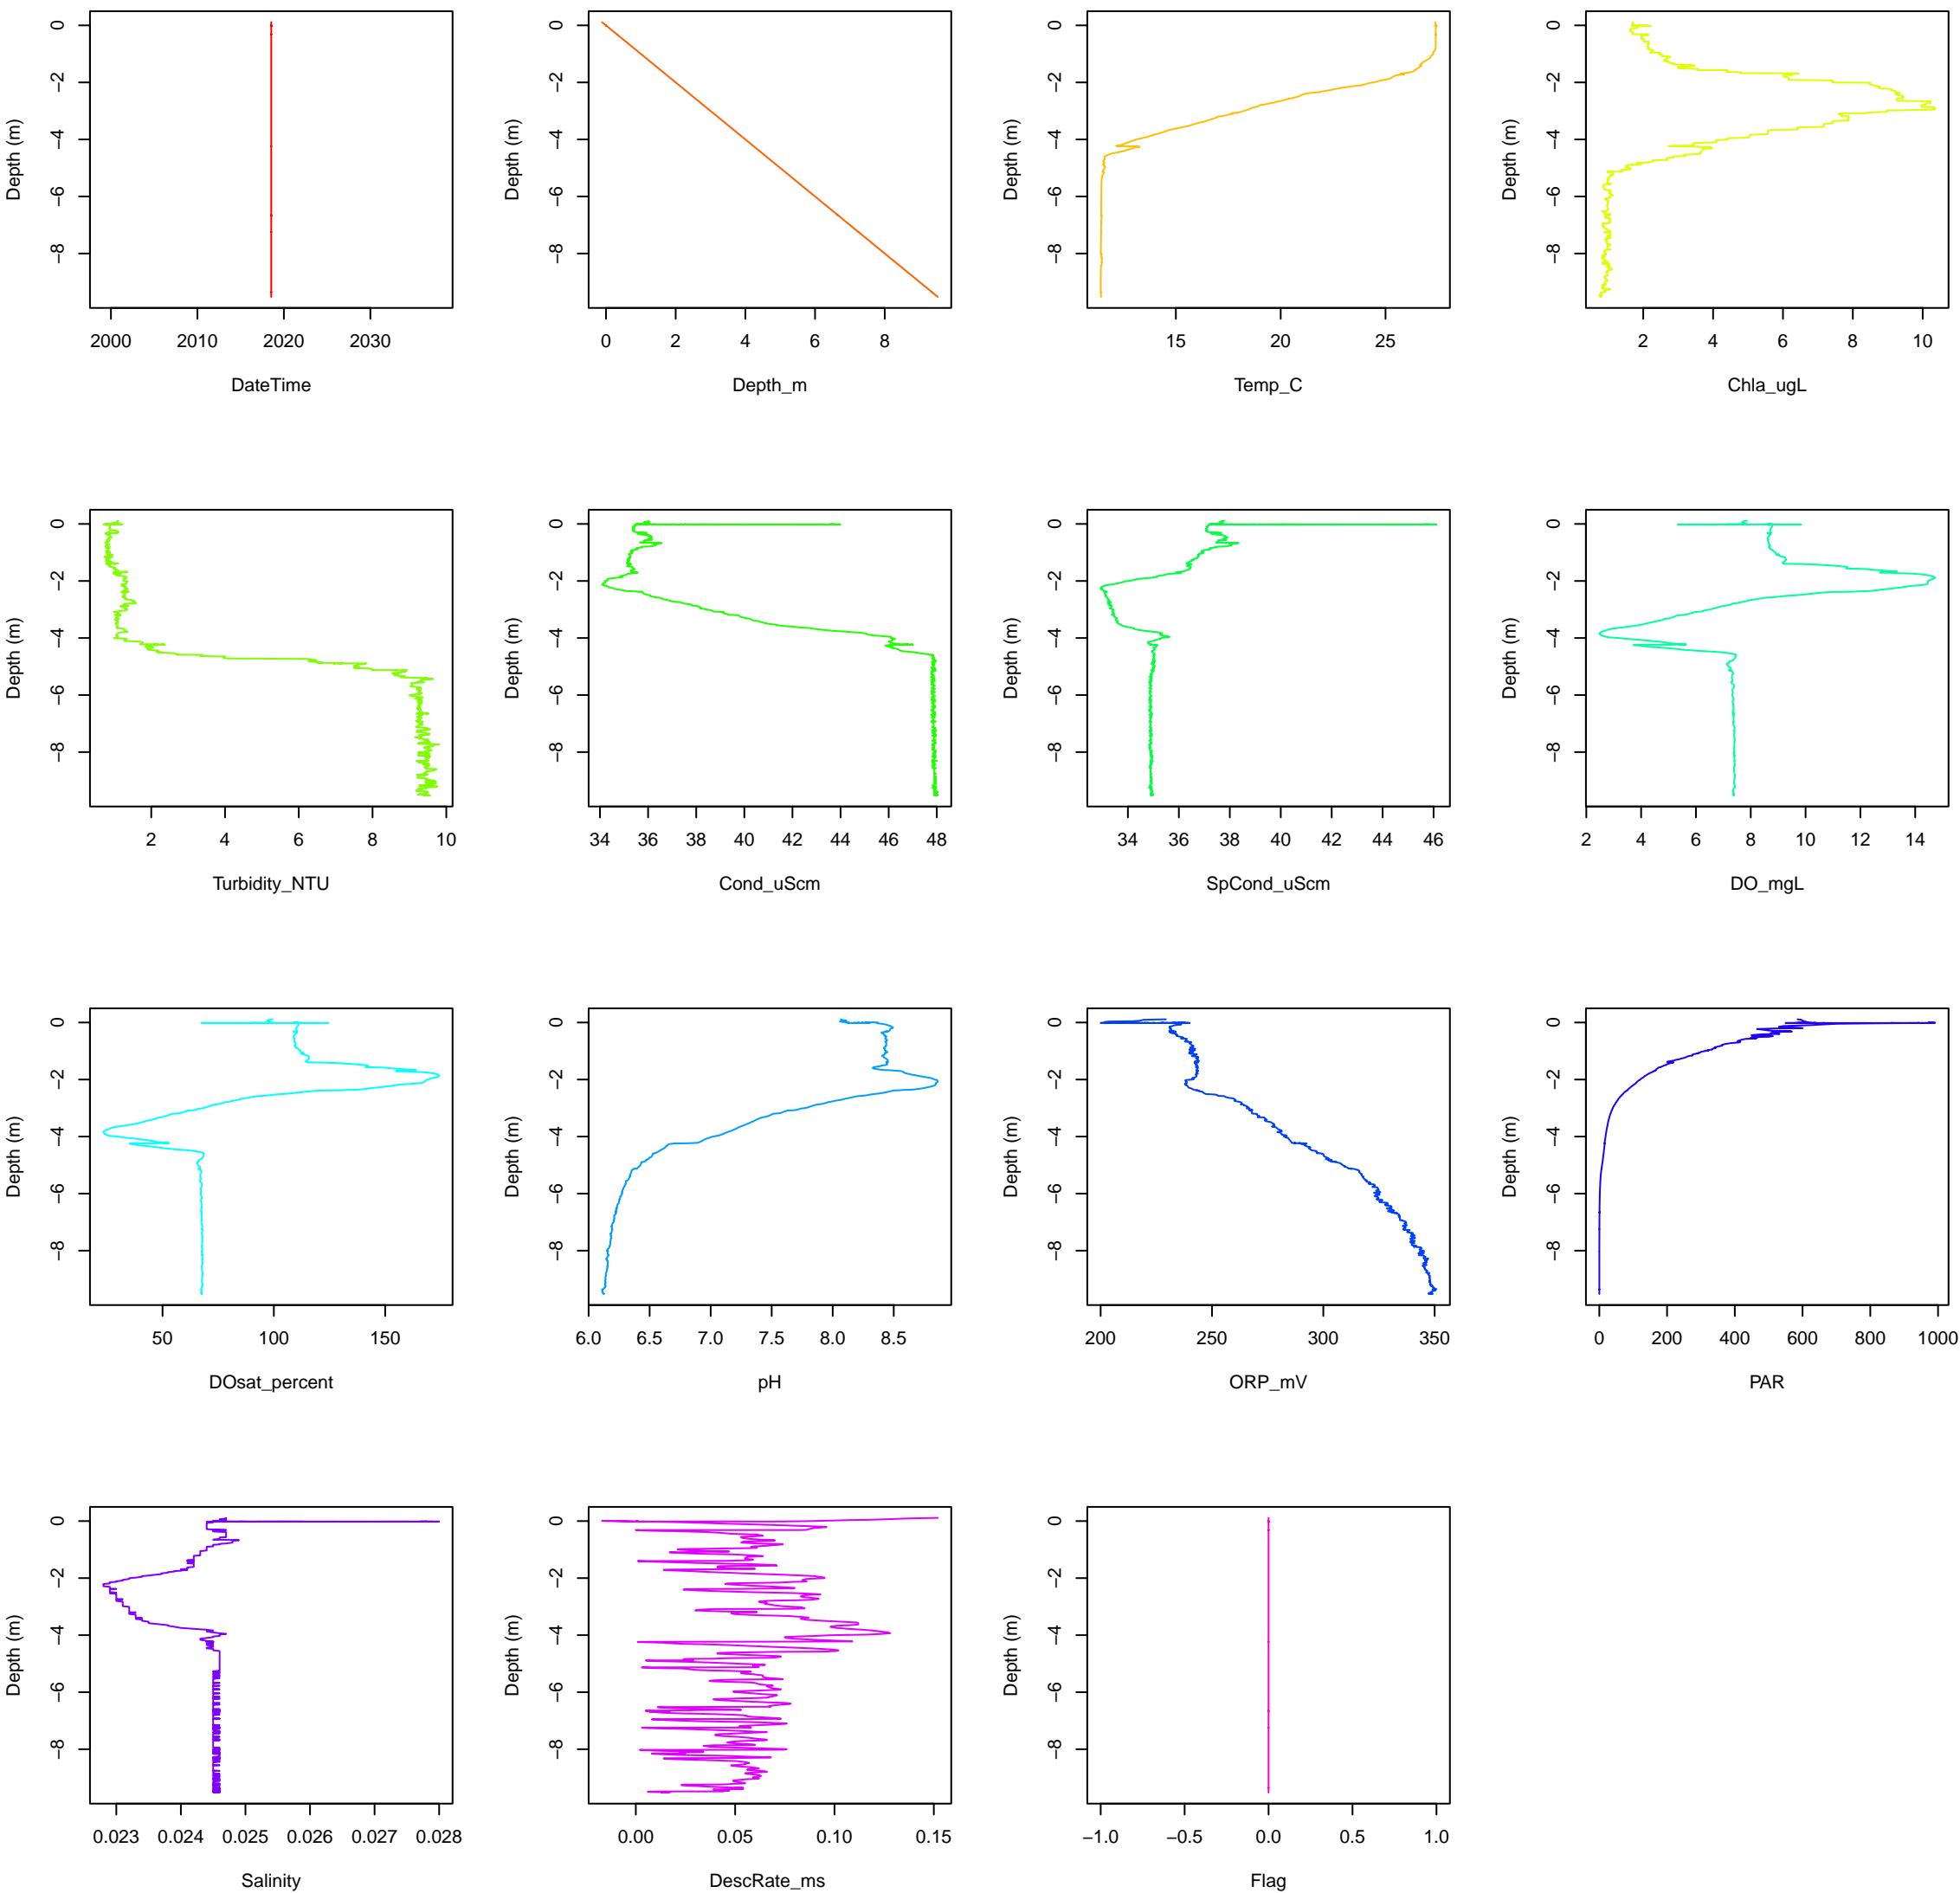 0 −2 −4 −6 −8
Depth (m)
2000 2010 2020 2030
DateTime
0 −2 −4 −6 −8
Depth (m)
0 2 4 6 8
Depth_m
0 −2 −4 −6 −8
Depth (m)
15 20 25
Temp_C
0 −2 −4 −6 −8
Depth (m)
2 4 6 8 10
Chla_ugL
0 −2 −4 −6 −8
Depth (m)
2 4 6 8 10
Turbidity_NTU
0 −2 −4 −6 −8
Depth (m)
34 36 38 40 42 44 46 48
Cond_uScm
0 −2 −4 −6 −8
Depth (m)
34 36 38 40 42 44 46
SpCond_uScm
0 −2 −4 −6 −8
Depth (m)
2 4 6 8 10 12 14
DO_mgL
0 −2 −4 −6 −8
Depth (m)
50 100 150
DOsat_percent
0 −2 −4 −6 −8
Depth (m)
6.0 6.5 7.0 7.5 8.0 8.5
pH
0 −2 −4 −6 −8
Depth (m)
200 250 300 350
ORP_mV
0 −2 −4 −6 −8
Depth (m)
0 200 400 600 800 1000
PAR
0 −2 −4 −6 −8
Depth (m)
0.023 0.024 0.025 0.026 0.027 0.028
Salinity
0 −2 −4 −6 −8
Depth (m)
0.00 0.05 0.10 0.15
DescRate_ms
0 −2 −4 −6 −8
Depth (m)
−1.0 −0.5 0.0 0.5 1.0
Flag